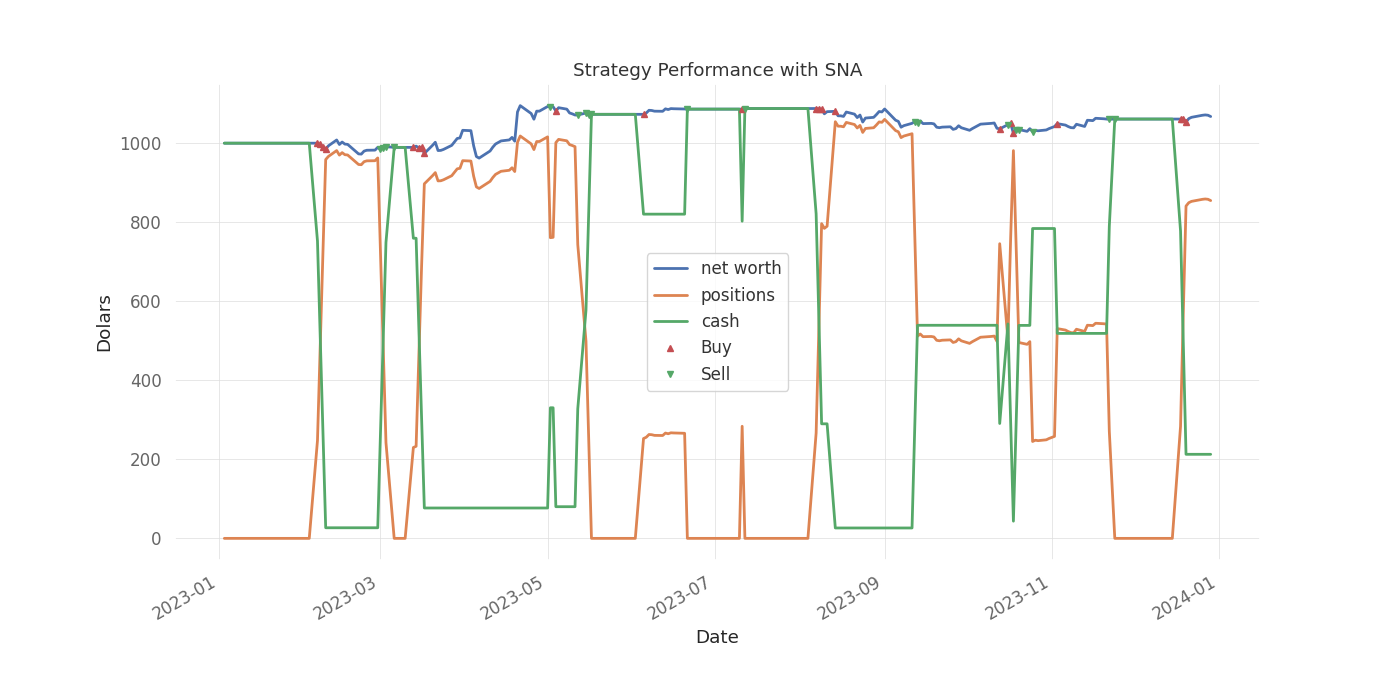 Strategy Performance with SNA
Dolars
1000
800
600
400
200
0
net worth
positions
cash
Buy
Sell
2023-01
2023-03
2023-05
2023-07
2023-09
2023-11
2024-01
Date